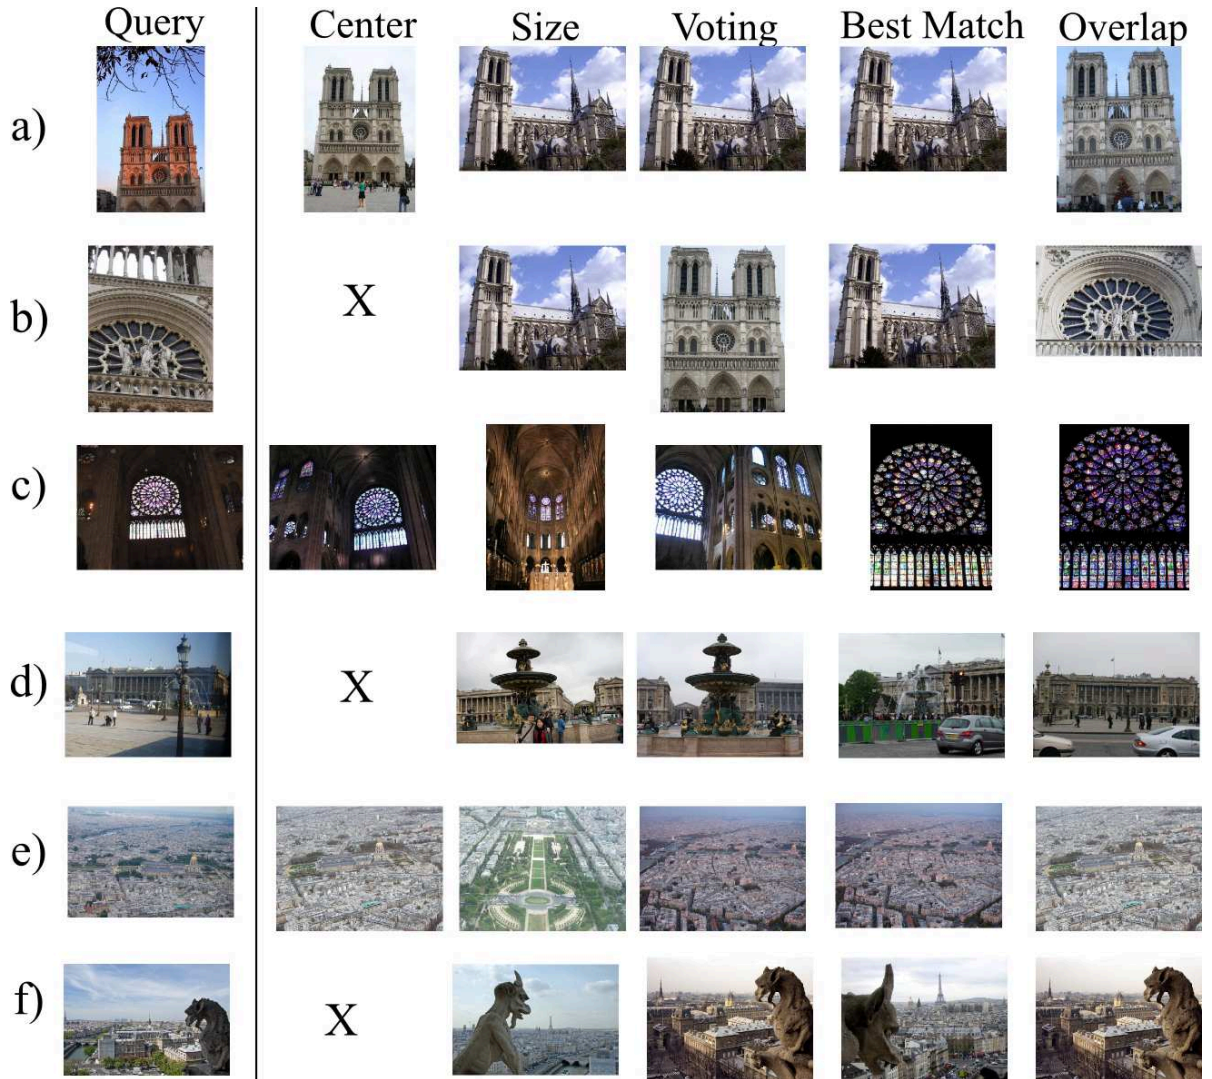 Query Center Size Voting Best Match Overlap
a)
b) X
c)
d) X
e)
f) X